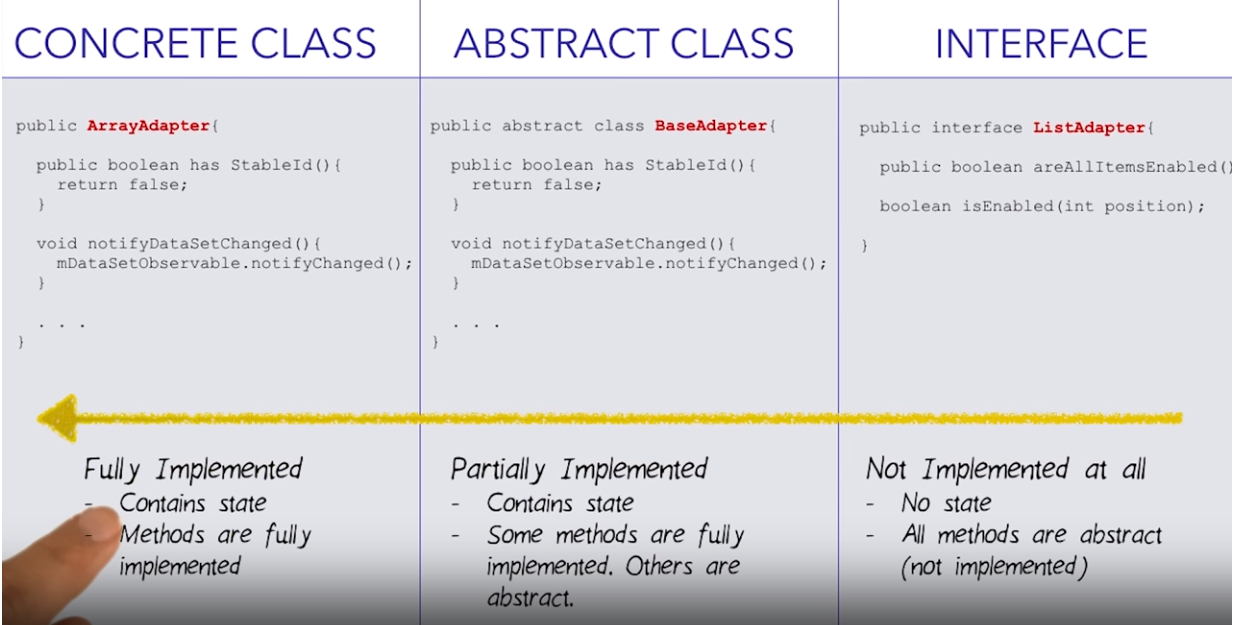 CONCRETE CLASS
public ArrayAdapter{
public boolean has StableId(){
return false;
}
void notifyDataSetChanged(){
mDataSetObservable.notifyChanged();
}
. . .
}
Fully Implemented
- Contains state
- Methods are fully
implemented
ABSTRACT CLASS
public abstract class BaseAdapter{
public boolean has StableId(){
return false;
}
void notifyDataSetChanged(){
mDataSetObservable.notifyChanged();
}
. . .
}
Partially Implemented
- Contains state
- Some methods are fully
implemented. Others are
abstract.
INTERFACE
public interface ListAdapter{
public boolean areAllItemsEnabled()
boolean isEnabled(int position);
}
Not Implemented at all
- No state
- All methods are abstract
(not implemented)